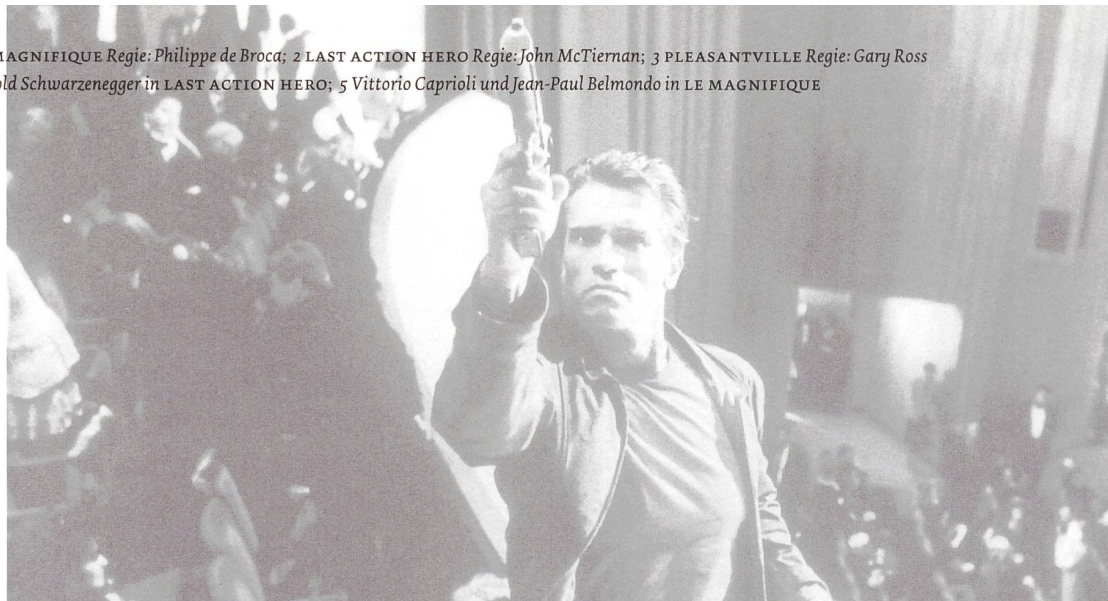 MAGNIFIQUE Regie: Philippe de Broca; 2 LAST ACTION HERO Regie: John McTiernan; 3 PLEASANTVILLE Regie: Gary Ross
old Schwarzenegger in LAST ACTION HERO; 5 Vittorio Caprioli und Jean-Paul Belmondo in LE MAGNIFIQUE